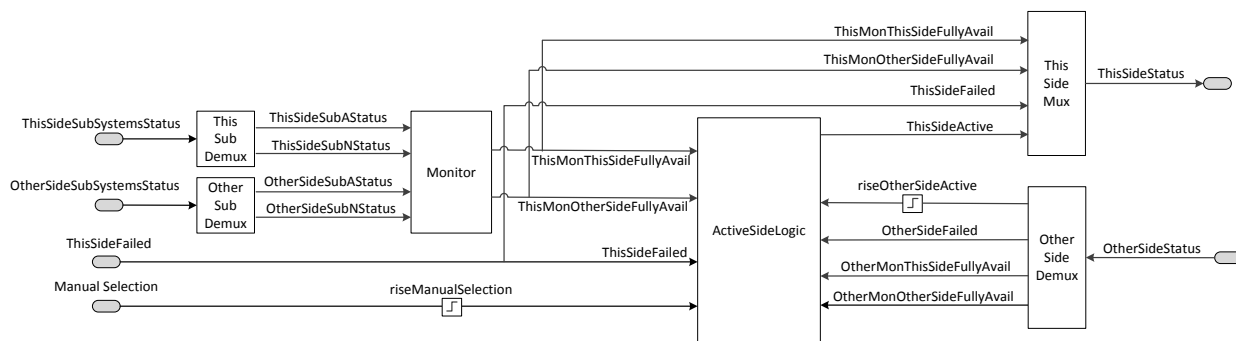 ThisMonThisSideFullyAvail
ThisMonOtherSideFullyAvail
ThisSideFailed
ThisSideActive
This
Side
Mux
ThisSideStatus
ThisSideSubSystemsStatus
This
Sub
Demux
ThisSideSubAStatus
ThisSideSubNStatus
OtherSideSubSystemsStatus
Other
Sub
Demux
OtherSideSubAStatus
OtherSideSubNStatus
Monitor
ThisMonThisSideFullyAvail
ThisMonOtherSideFullyAvail
ThisSideFailed
ThisSideFailed
Manual Selection
riseManualSelection
ActiveSideLogic
riseOtherSideActive
OtherSideFailed
OtherMonThisSideFullyAvail
OtherMonOtherSideFullyAvail
Other
Side
Demux
OtherSideStatus